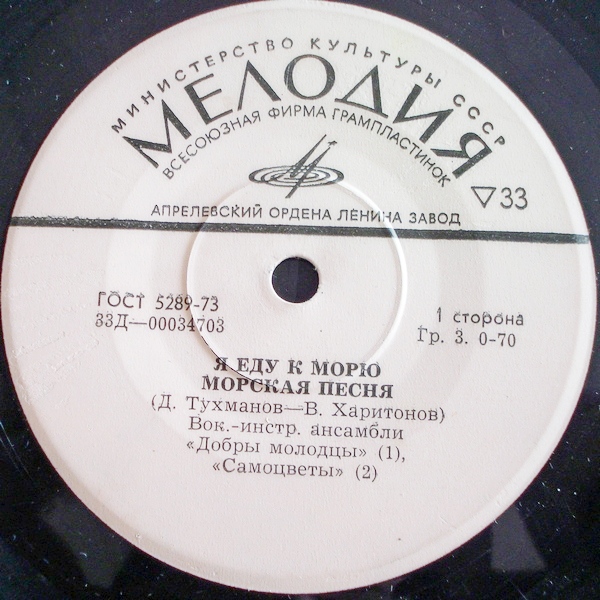 МИНИСТЕРСТВО КУЛЬТУРЫ СССР
МЕЛОДИЯ
ВСЕСОЮЗНАЯ ФИРМА ГРАМПЛАСТИНОК
▽33
АПРЕЛЕВСКИЙ ОРДЕНА ЛЕНИНА ЗАВОД
ГОСТ 5289-73
33Д—00034703
1 сторона
Гр. 3. 0-70
Я ЕДУ К МОРЮ
МОРСКАЯ ПЕСНЯ
(Д. Тухманов—В. Харитонов)
Вок.-инстр. ансамбли
«Добры молодцы» (1),
«Самоцветы» (2)